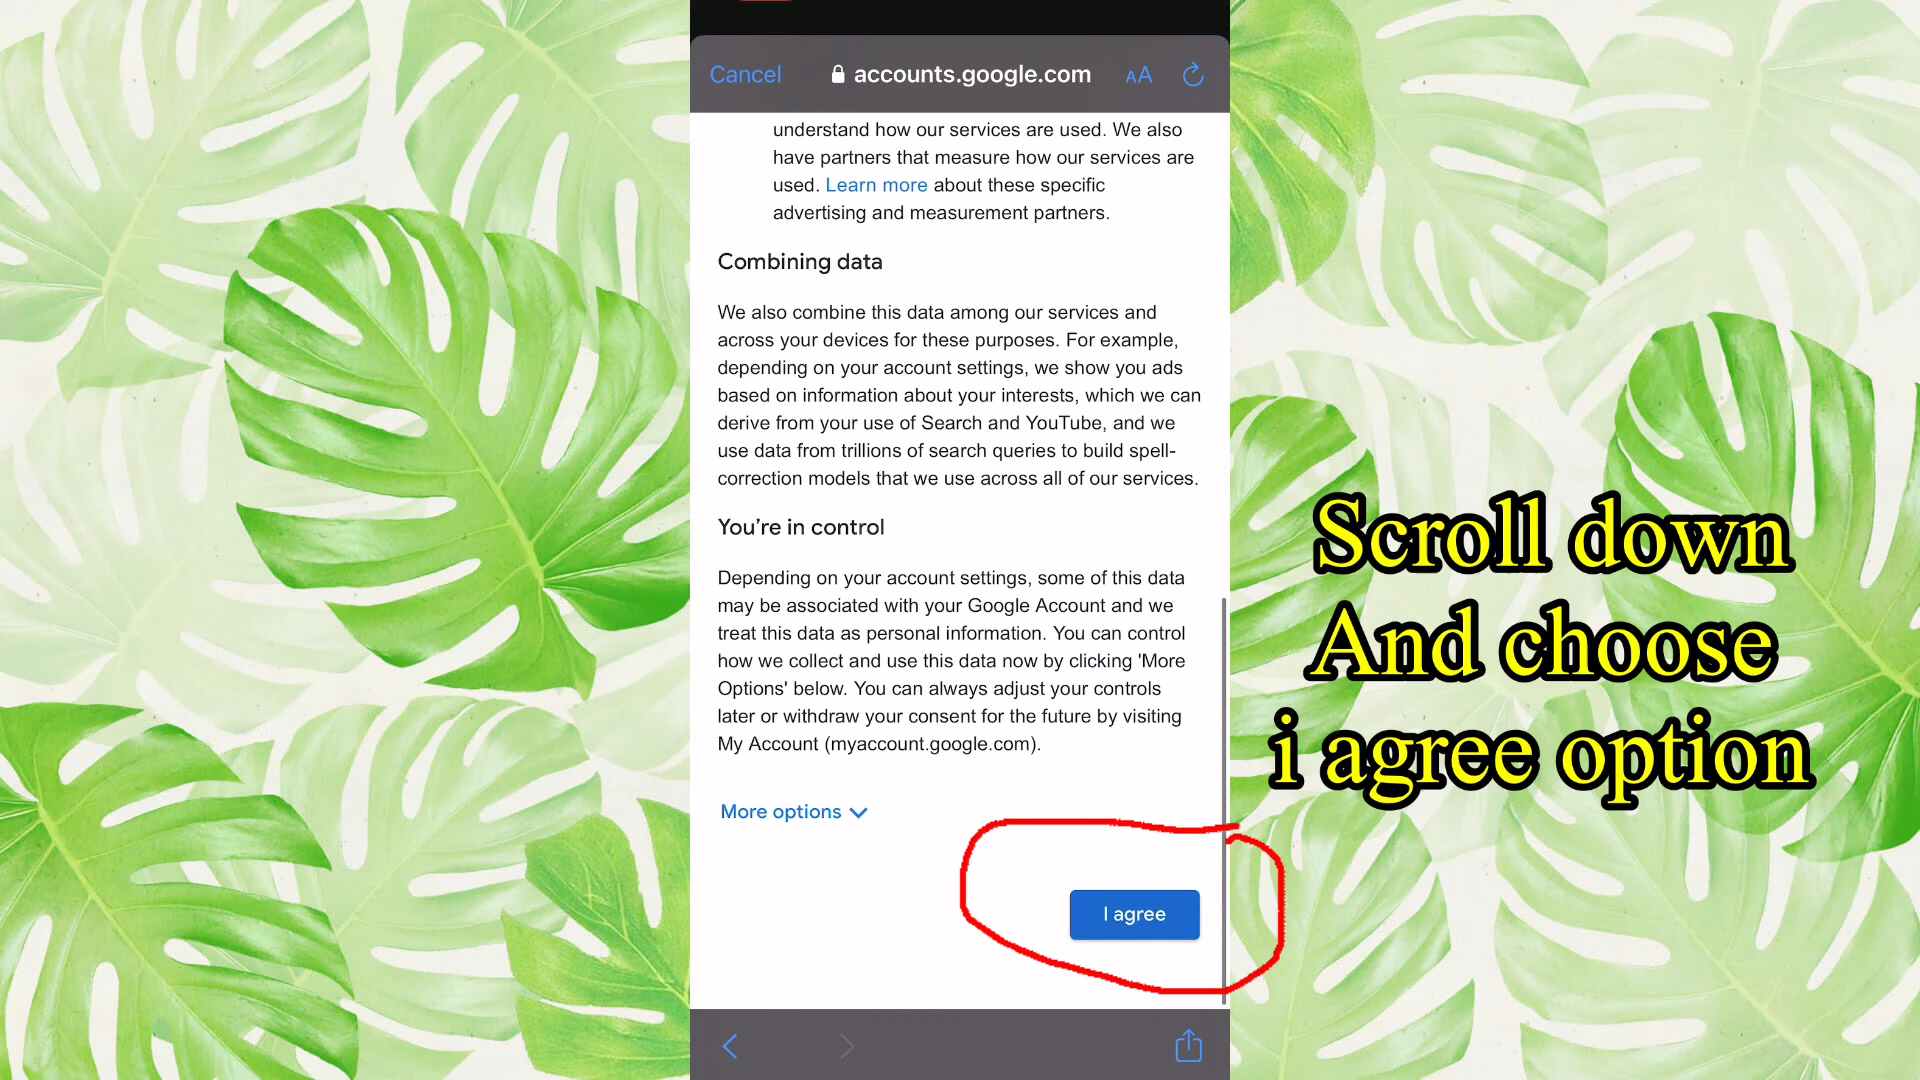 Cancel
accounts.google.com
AA
understand how our services are used. We also
have partners that measure how our services are
used. Learn more about these specific
advertising and measurement partners.
Combining data
We also combine this data among our services and
across your devices for these purposes. For example,
depending on your account settings, we show you ads
based on information about your interests, which we can
derive from your use of Search and YouTube, and we
use data from trillions of search queries to build spell-
correction models that we use across all of our services.
You’re in control
Depending on your account settings, some of this data
may be associated with your Google Account and we
treat this data as personal information. You can control
how we collect and use this data now by clicking 'More
Options' below. You can always adjust your controls
later or withdraw your consent for the future by visiting
My Account (myaccount.google.com).
More options
I agree
Scroll down
And choose
i agree option